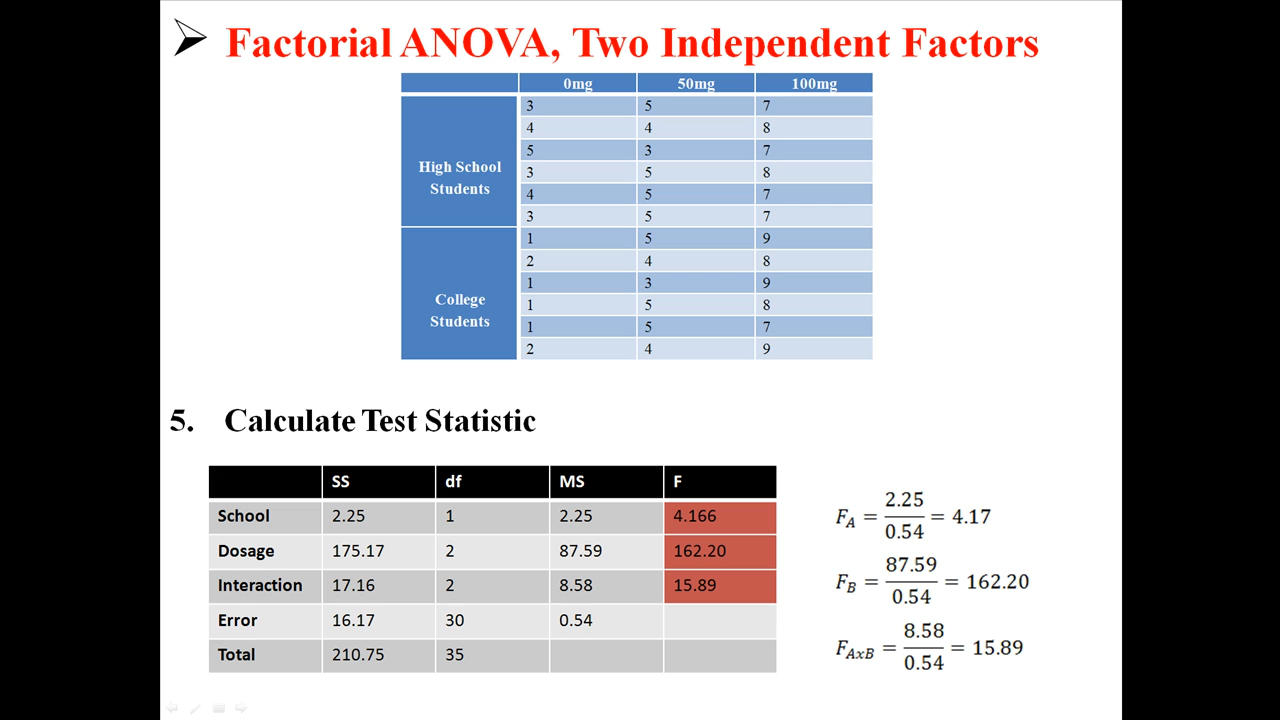 Factorial ANOVA, Two Independent Factors
0mg 50mg 100mg
3 5 7
4 4 8
5 3 7
High School
Students
3 5 8
4 5 7
3 5 7
1 5 9
2 4 8
1 3 9
College
Students
1 5 8
1 5 7
2 4 9
5. Calculate Test Statistic
SS df MS F
School 2.25 1 2.25 4.166
Dosage 175.17 2 87.59 162.20
Interaction 17.16 2 8.58 15.89
Error 16.17 30 0.54
Total 210.75 35
F_A = 2.25/0.54 = 4.17
F_B = 87.59/0.54 = 162.20
F_AxB = 8.58/0.54 = 15.89